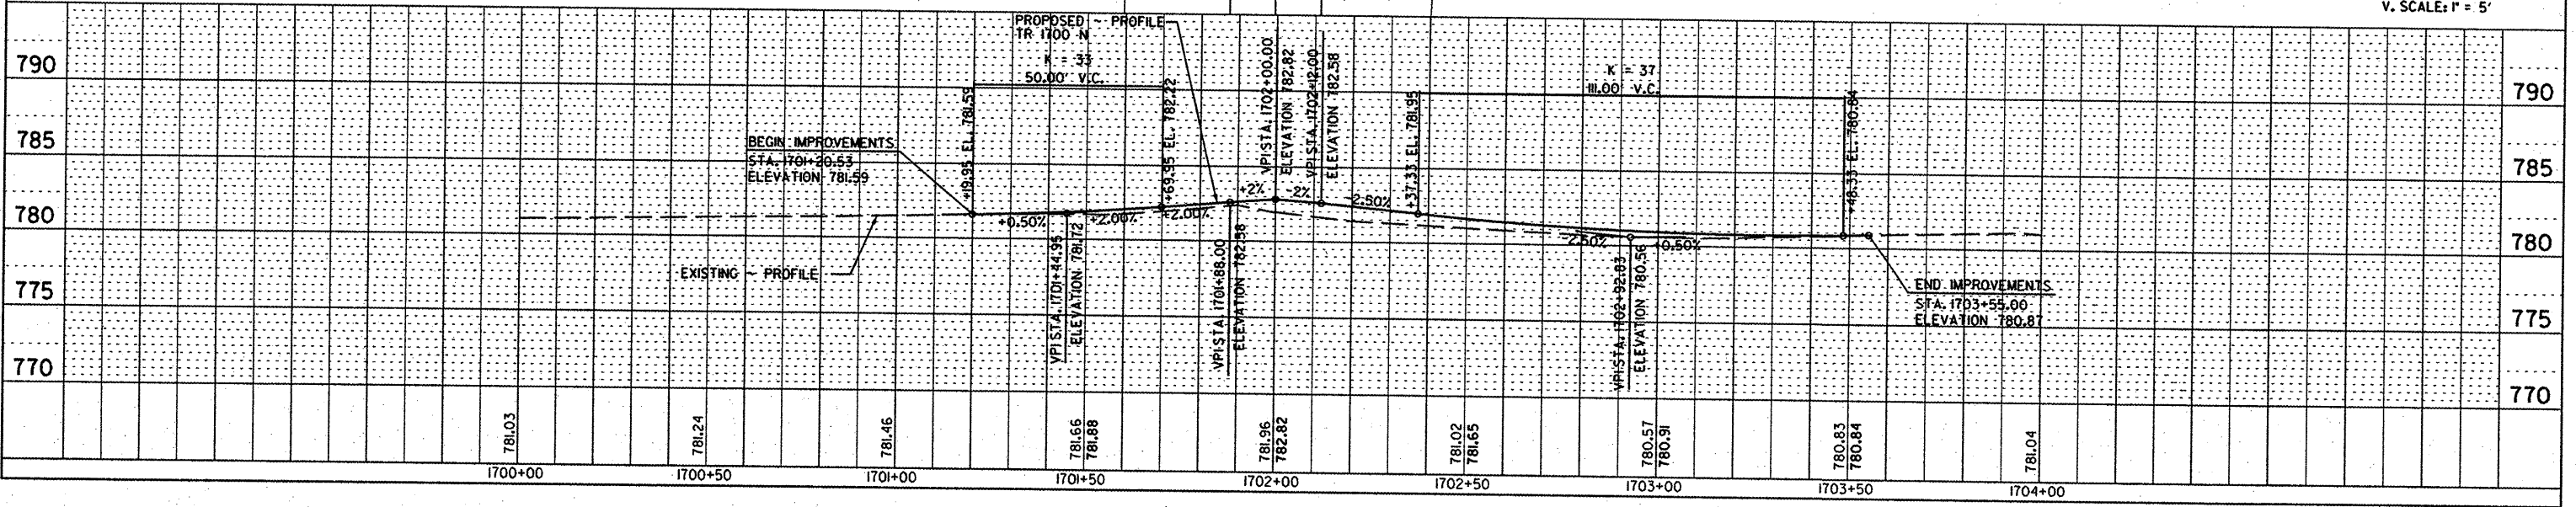 V. SCALE: 1" = 5'
PROPOSED ~ PROFILE
TR 1700 N
K = 33
50.00' V.C.
K = 37
111.00' V.C.
790
785
780
775
770
790
785
780
775
770
BEGIN IMPROVEMENTS
STA. 1701+20.53
ELEVATION 781.59
EXISTING ~ PROFILE
+19.95 EL. 781.59
+69.95 EL. 782.22
VPI STA. 1702+00.00
ELEVATION 782.82
VPI STA. 1702+12.00
ELEVATION 782.58
+37.33 EL. 781.95
+48.33 EL. 780.84
+0.50%
+2.00%
+2.00%
+2%
-2%
-2.50%
-2.50%
+0.50%
VPI STA. 1701+44.95
ELEVATION 781.72
VPI STA. 1701+88.00
ELEVATION 782.58
VPI STA. 1702+92.83
ELEVATION 780.56
END IMPROVEMENTS
STA. 1703+55.00
ELEVATION 780.87
781.03
781.24
781.46
781.66
781.88
781.96
782.82
781.02
781.65
780.57
780.91
780.83
780.84
781.04
1700+00
1700+50
1701+00
1701+50
1702+00
1702+50
1703+00
1703+50
1704+00